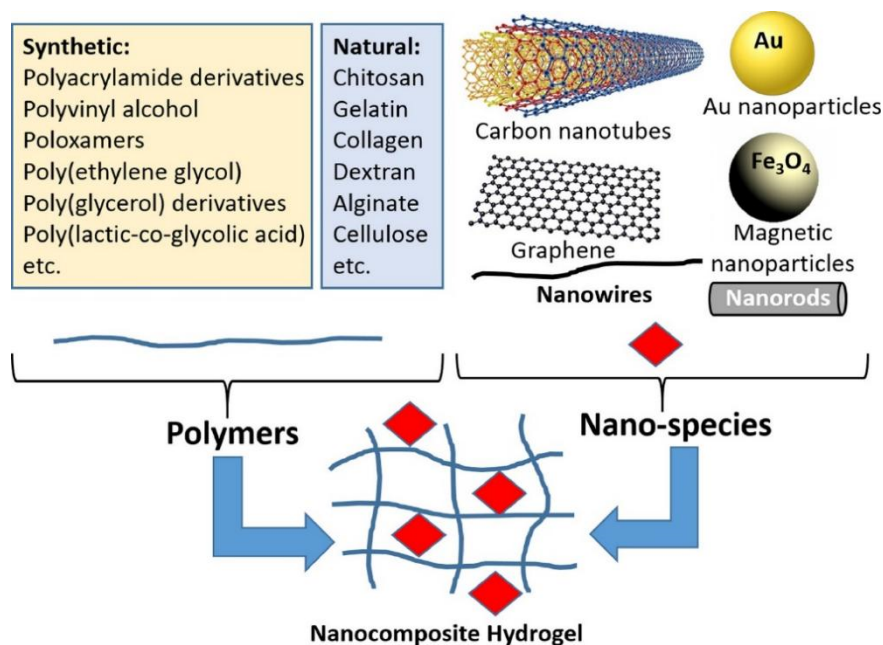 Synthetic:
Polyacrylamide derivatives
Polyvinyl alcohol
Poloxamers
Poly(ethylene glycol)
Poly(glycerol) derivatives
Poly(lactic-co-glycolic acid)
etc.
Natural:
Chitosan
Gelatin
Collagen
Dextran
Alginate
Cellulose
etc.
Carbon nanotubes
Au
Au nanoparticles
Graphene
Fe₃O₄
Magnetic
nanoparticles
Nanowires
Nanorods
Polymers
Nano-species
Nanocomposite Hydrogel